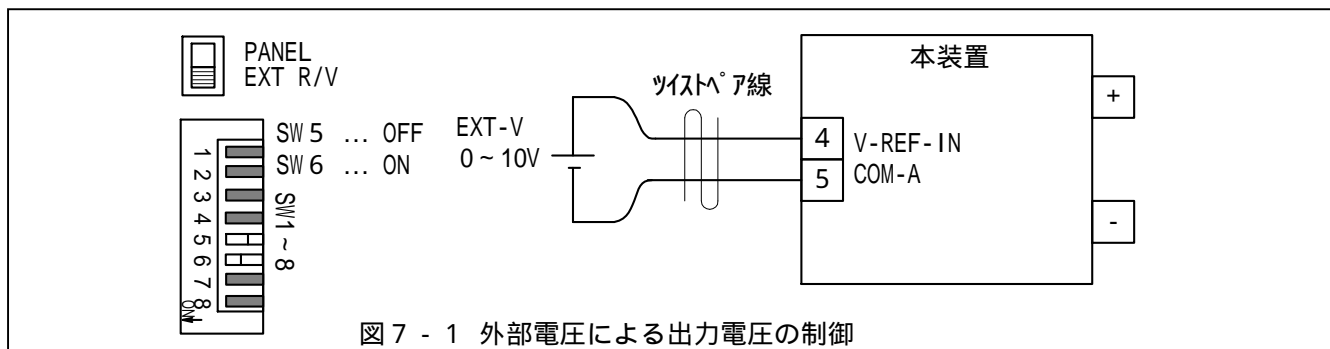 PANEL
EXT R/V
SW5 ... OFF
SW6 ... ON
1
2
3
4
5
6
7
8
SW1~8
ON
EXT-V
0~10V
ツイストペア線
本装置
4 V-REF-IN
5 COM-A
+
-
図7-1 外部電圧による出力電圧の制御